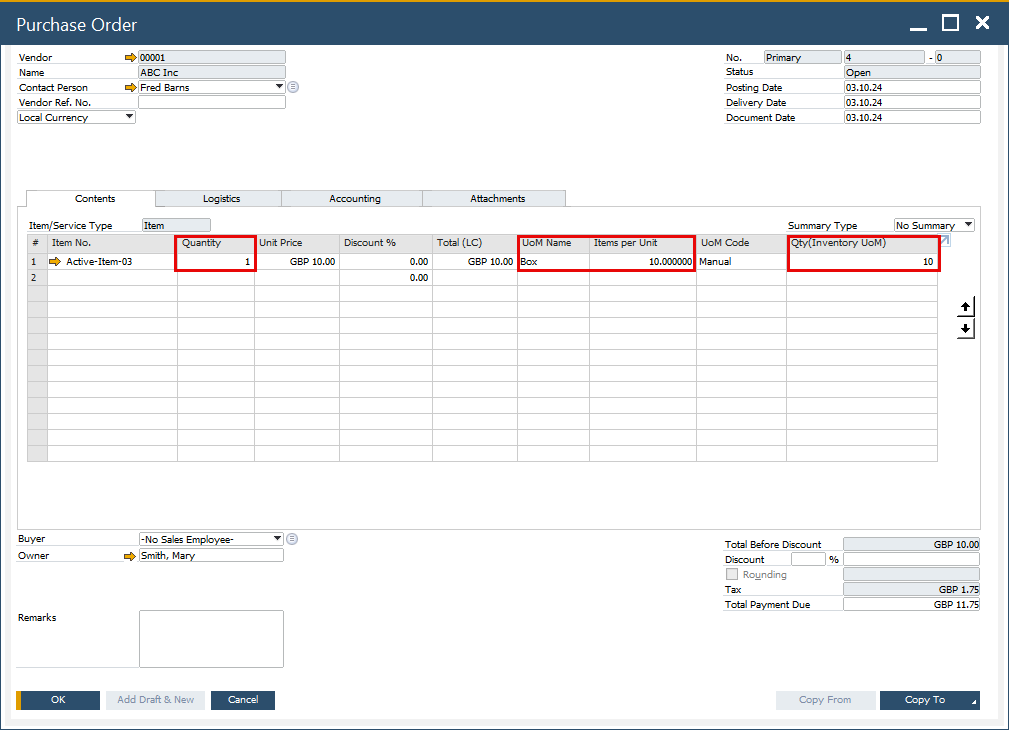 Purchase Order
Vendor 00001
Name ABC Inc
Contact Person Fred Barns
Vendor Ref. No.
Local Currency
No. Primary 4 - 0
Status Open
Posting Date 03.10.24
Delivery Date 03.10.24
Document Date 03.10.24
Contents Logistics Accounting Attachments
Item/Service Type Item Summary Type No Summary
# Item No. Quantity Unit Price Discount % Total (LC) UoM Name Items per Unit UoM Code Qty(Inventory UoM)
1 Active-Item-03 1 GBP 10.00 0.00 GBP 10.00 Box 10.000000 Manual 10
2 0.00
Buyer -No Sales Employee-
Owner Smith, Mary
Remarks
Total Before Discount GBP 10.00
Discount %
Rounding
Tax GBP 1.75
Total Payment Due GBP 11.75
OK Add Draft & New Cancel Copy From Copy To